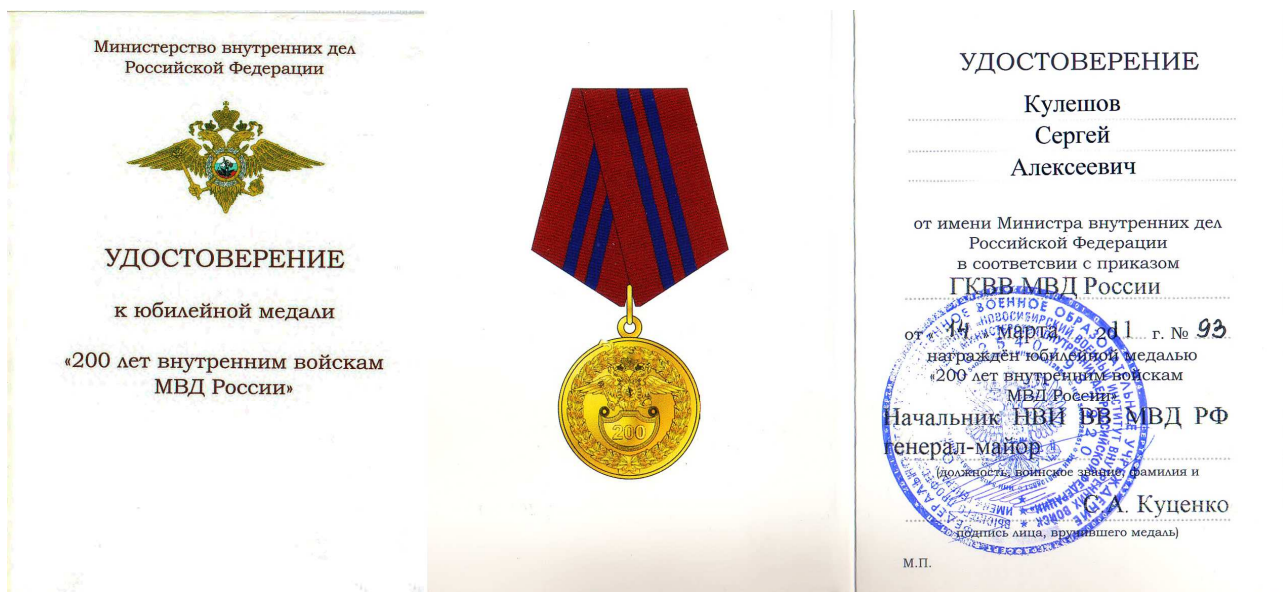 Министерство внутренних дел
Российской Федерации
УДОСТОВЕРЕНИЕ
к юбилейной медали
«200 лет внутренним войскам
МВД России»
200
УДОСТОВЕРЕНИЕ
Кулешов
Сергей
Алексеевич
от имени Министра внутренних дел
Российской Федерации
в соответсвии с приказом
ГКВВ МВД России
от « 14 » марта 2011 г. № 93
награждён юбилейной медалью
«200 лет внутренним войскам
МВД России»
Начальник НВИ ВВ МВД РФ
генерал-майор
(должность, воинское звание, фамилия и
С.А. Куценко
подпись лица, вручившего медаль)
М.П.